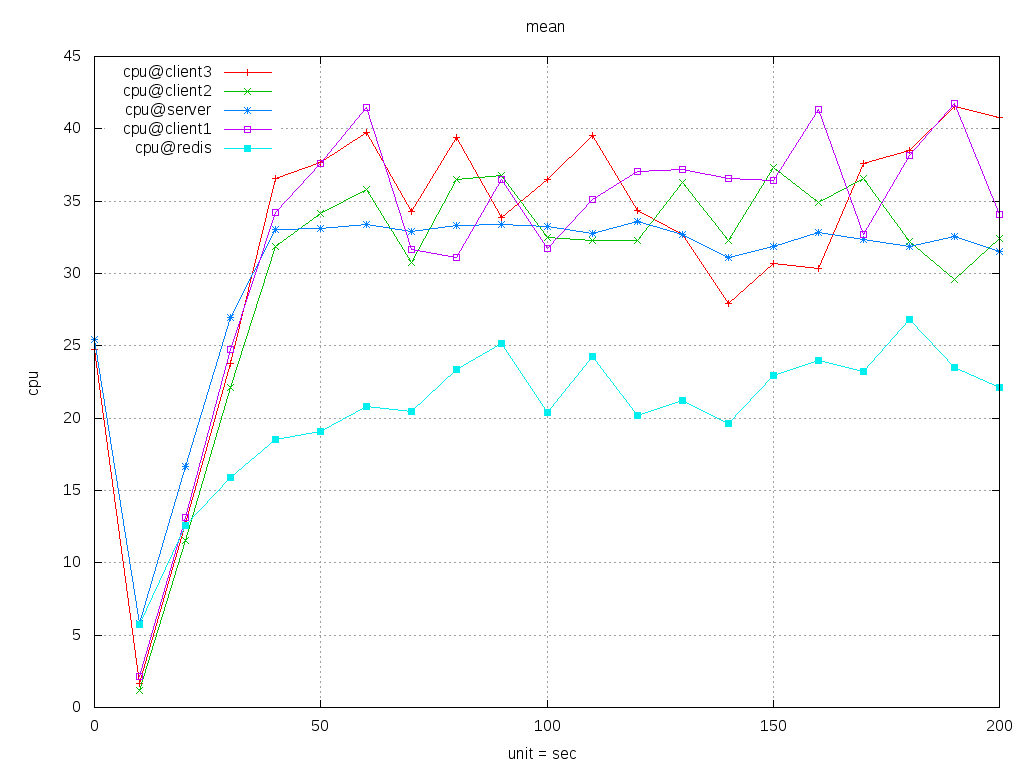 mean
45
40
35
30
25
20
15
10
5
0
cpu
cpu@client3
cpu@client2
cpu@server
cpu@client1
cpu@redis
0 50 100 150 200
unit = sec